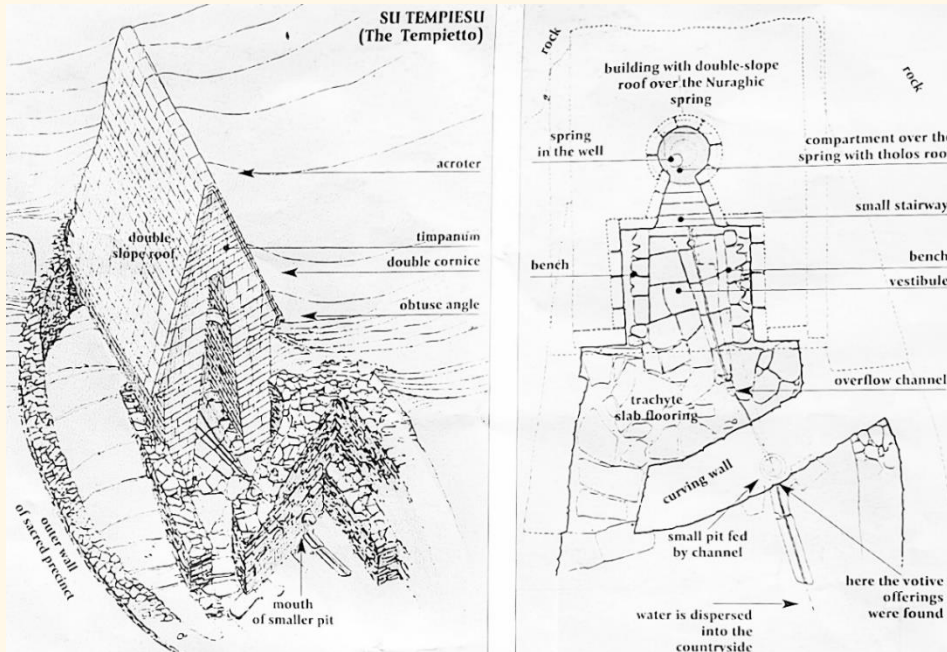 SU TEMPIESU
(The Tempietto)
acroter
double-
slope roof
timpanum
double cornice
obtuse angle
outer wall
of sacred precinct
mouth
of smaller pit
rock
building with double-slope
roof over the Nuraghic
spring
rock
spring
in the well
compartment over the
spring with tholos roof
small stairway
bench
bench
vestibule
overflow channel
trachyte
slab flooring
curving wall
small pit fed
by channel
here the votive
offerings
were found
water is dispersed
into the
countryside